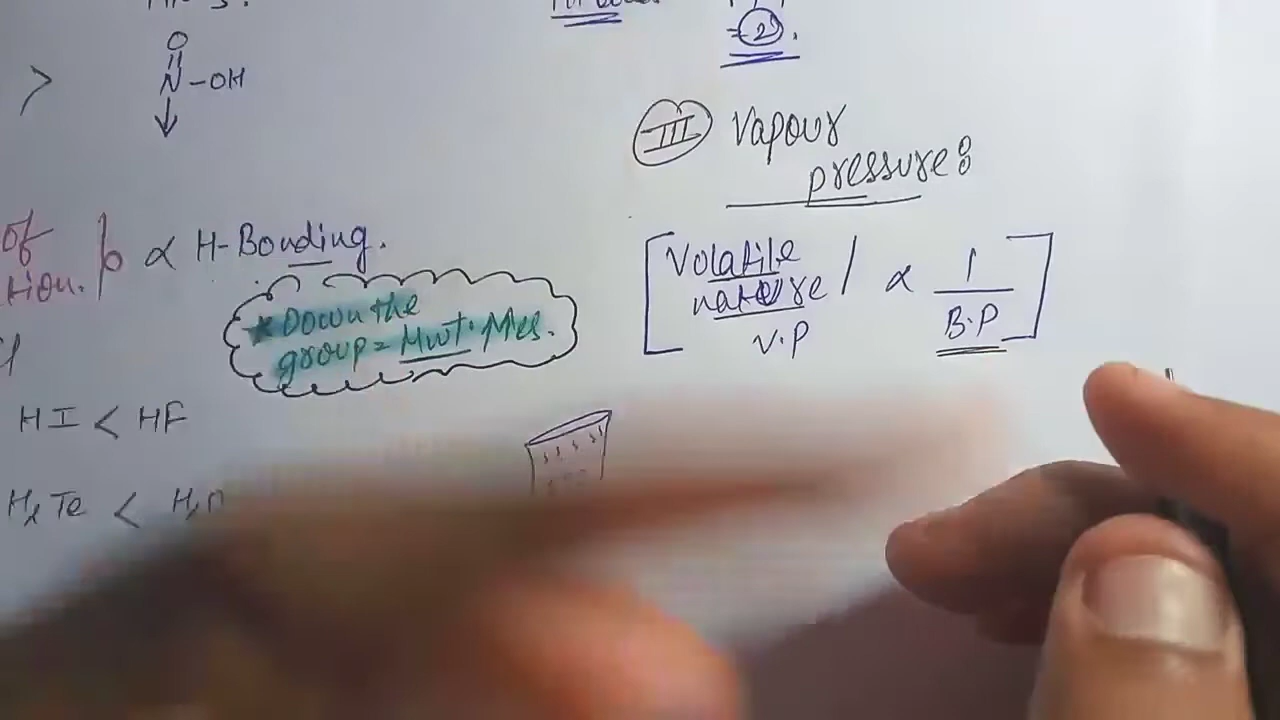 O
N-OH
>
= 2.
III Vapour
pressure:
of
tion. ∝ H-Bonding.
* Down the
group = Mwt. Mes.
HI < HF
H₂Te <
[Volatile
nature / ∝ 1
V.P B.P]